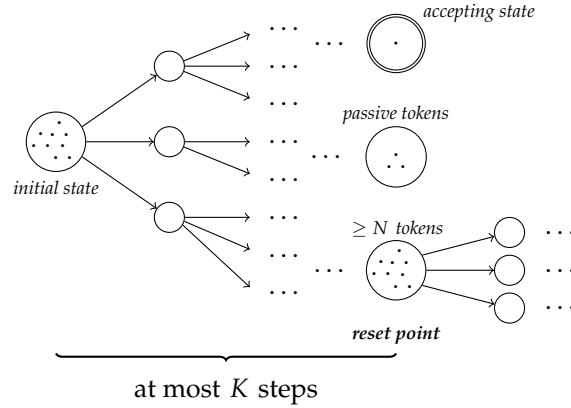 accepting state
... ...
...
...
passive tokens
... ...
...
initial state
≥ N tokens
...
...
... ...
...
...
...
reset point
at most K steps